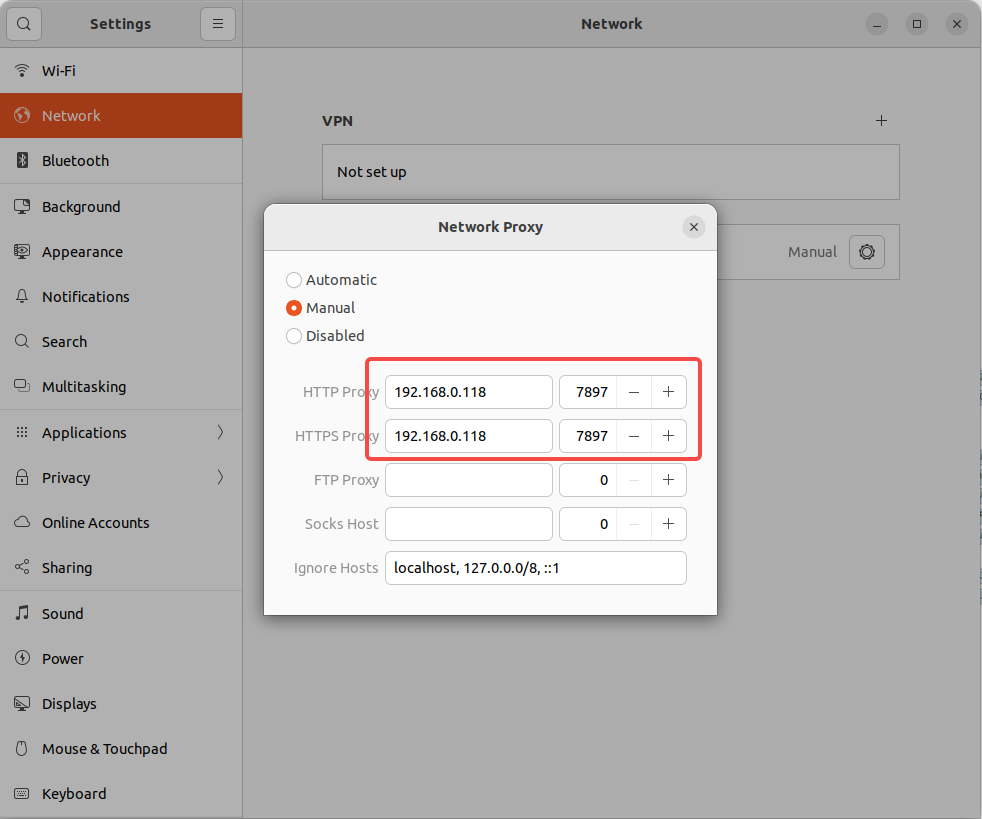 Settings
Network
Wi-Fi
Network
Bluetooth
Background
Appearance
Notifications
Search
Multitasking
Applications
Privacy
Online Accounts
Sharing
Sound
Power
Displays
Mouse & Touchpad
Keyboard
VPN
Not set up
Manual
Network Proxy
Automatic
Manual
Disabled
HTTP Proxy 192.168.0.118 7897
HTTPS Proxy 192.168.0.118 7897
FTP Proxy 0
Socks Host 0
Ignore Hosts localhost, 127.0.0.0/8, ::1